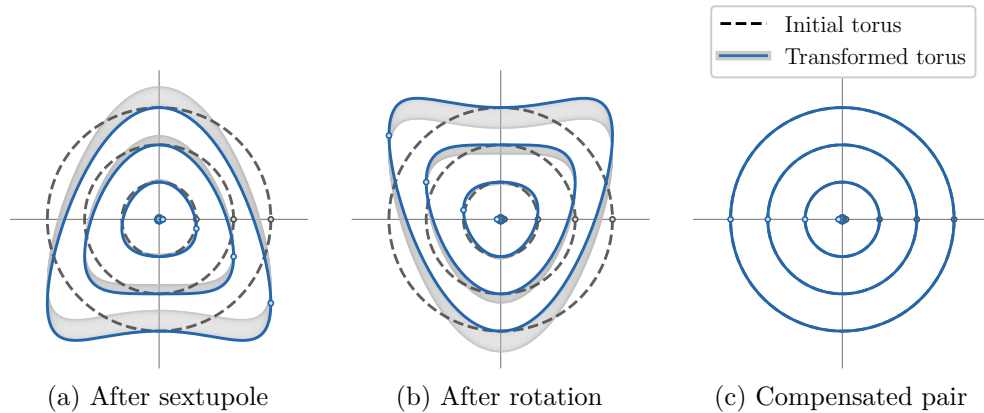 Initial torus
Transformed torus
(a) After sextupole
(b) After rotation
(c) Compensated pair